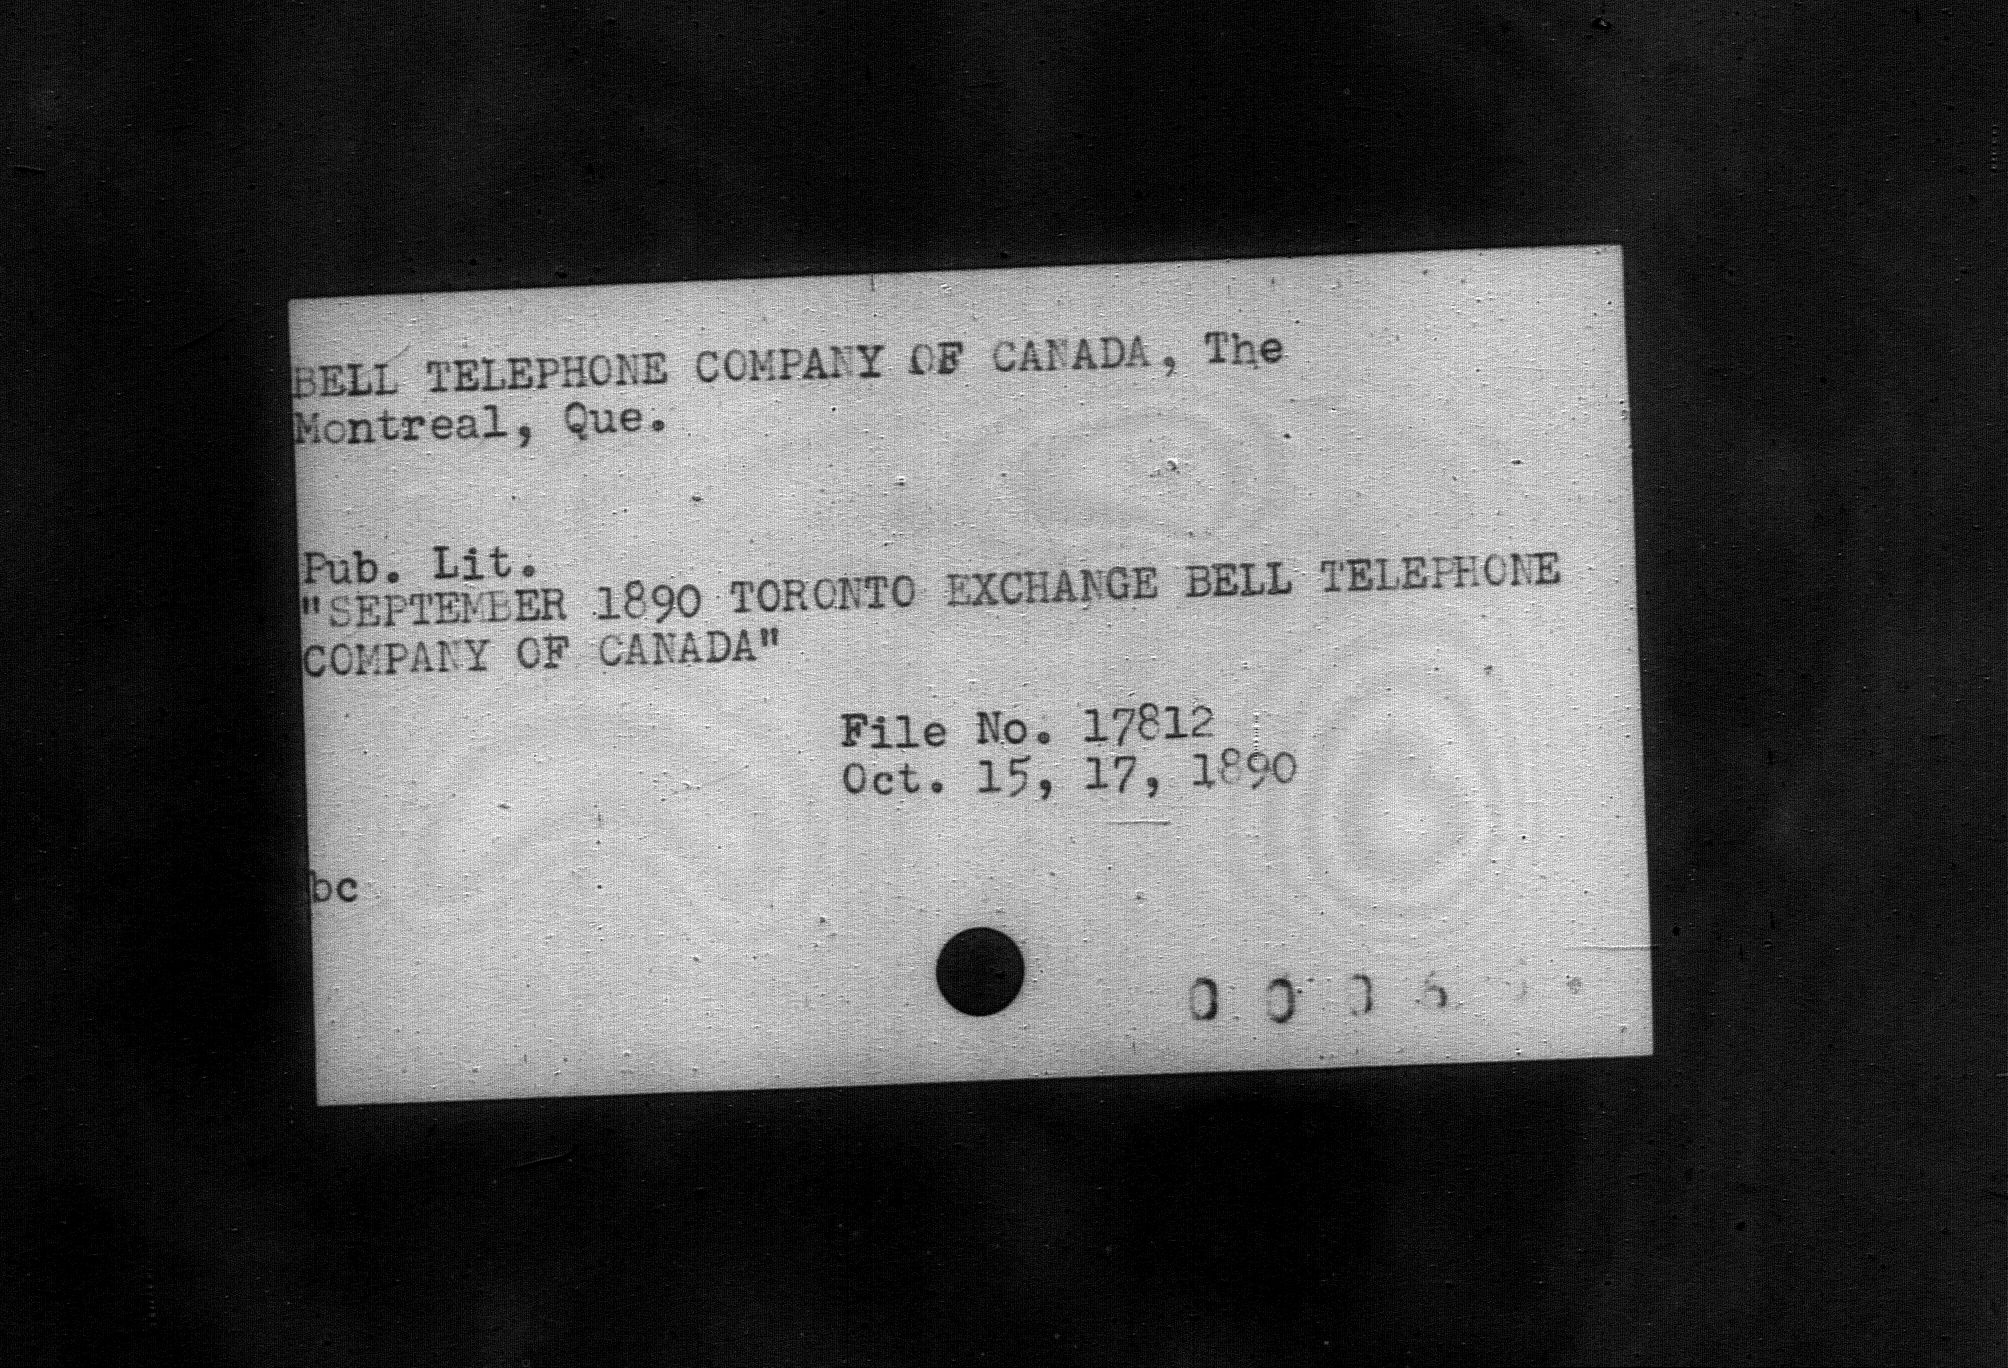 BELL TELEPHONE COMPANY OF CANADA, The
Montreal, Que.
Pub. Lit.
"SEPTEMBER 1890 TORONTO EXCHANGE BELL TELEPHONE
COMPANY OF CANADA"
File No. 17812
Oct. 15, 17, 1890
bc